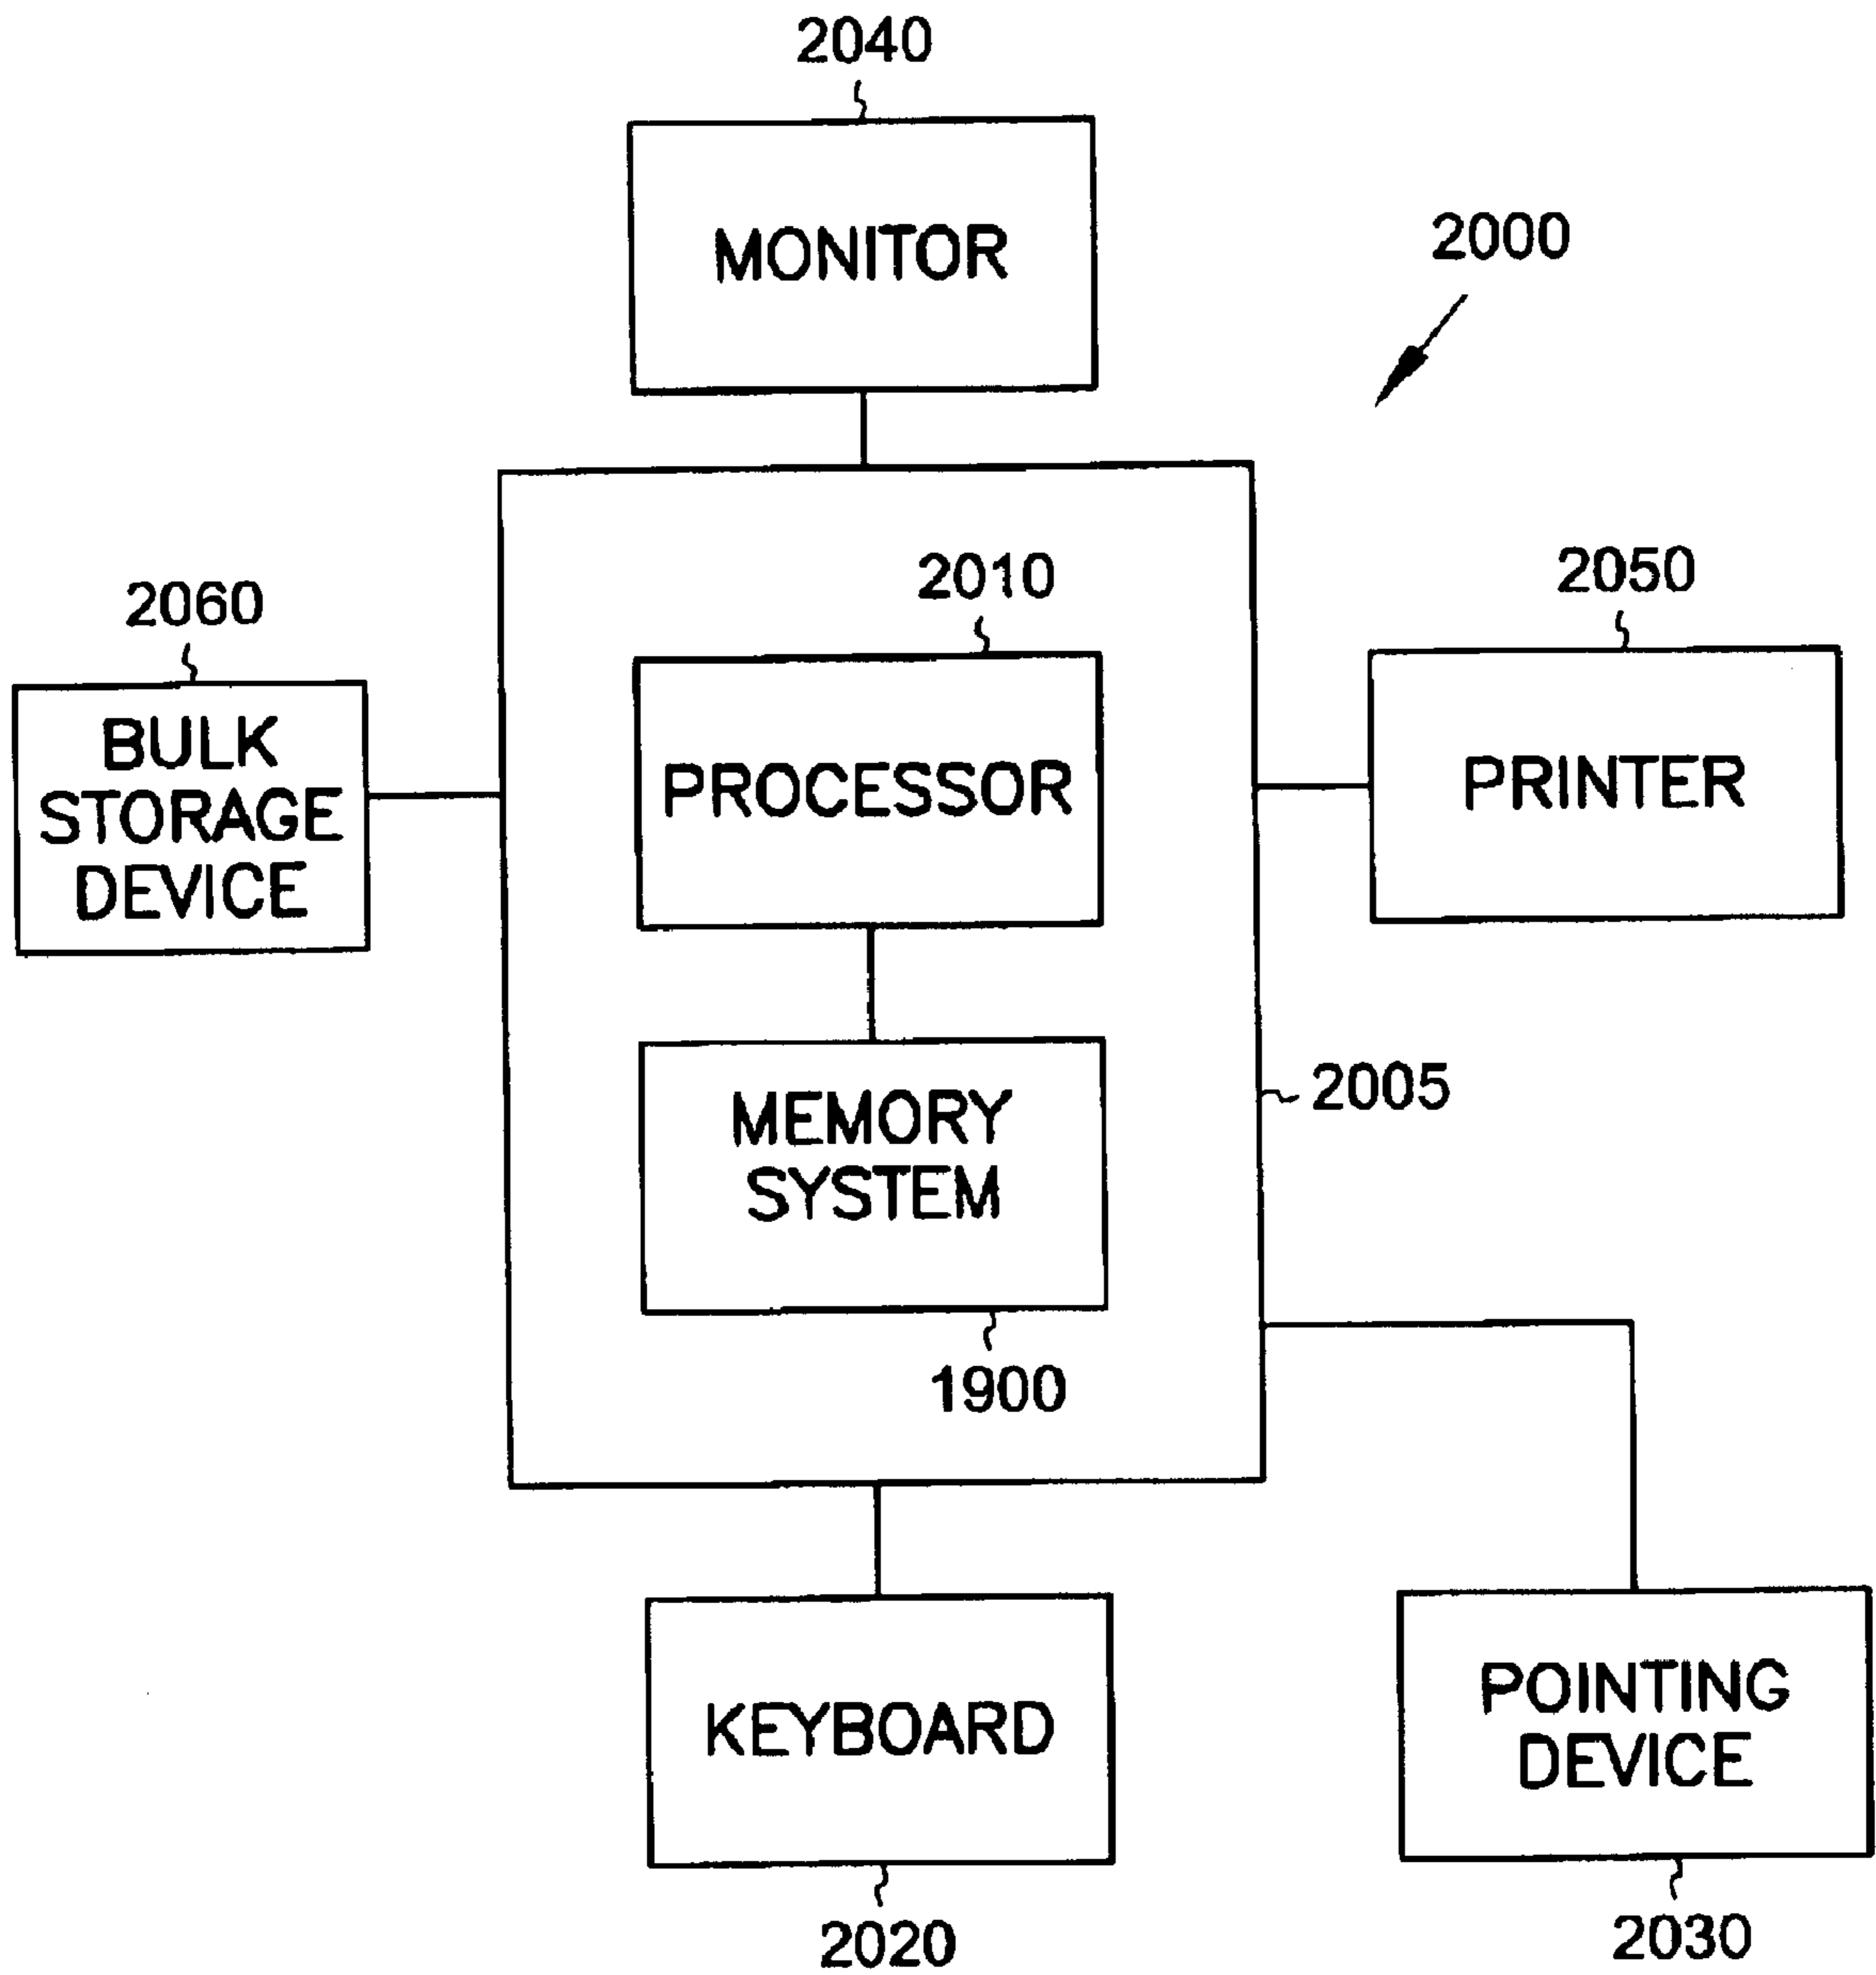 2040
MONITOR
2000
2010
2050
2060
BULK
STORAGE
DEVICE
PROCESSOR
PRINTER
2005
MEMORY
SYSTEM
1900
KEYBOARD
POINTING
DEVICE
2020
2030